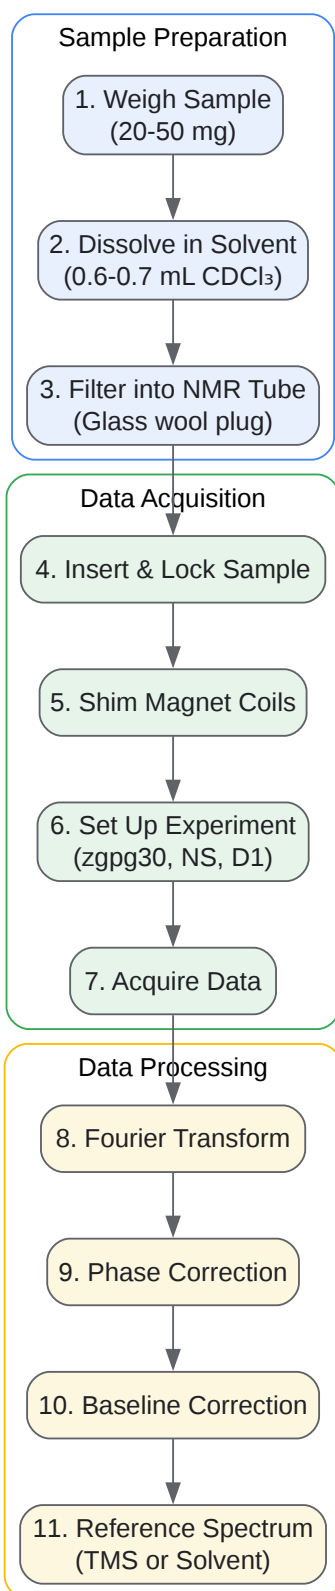 Sample Preparation
1. Weigh Sample
(20-50 mg)
2. Dissolve in Solvent
(0.6-0.7 mL CDCl₃)
3. Filter into NMR Tube
(Glass wool plug)
Data Acquisition
4. Insert & Lock Sample
5. Shim Magnet Coils
6. Set Up Experiment
(zgpg30, NS, D1)
7. Acquire Data
Data Processing
8. Fourier Transform
9. Phase Correction
10. Baseline Correction
11. Reference Spectrum
(TMS or Solvent)